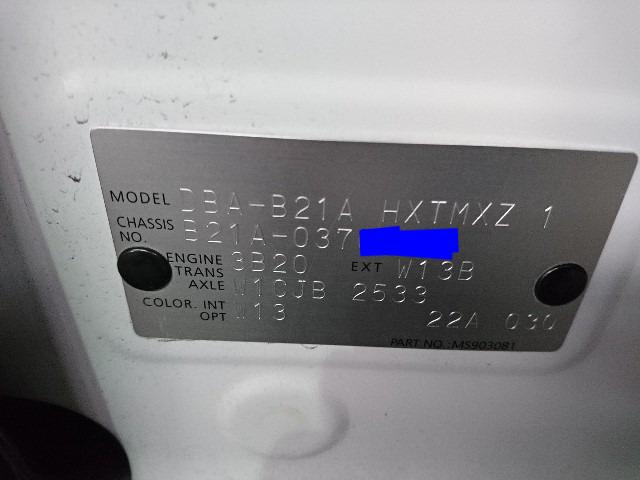 MODEL DBA-B21A HXTMXZ 1
CHASSIS NO. B21A-037
ENGINE 3B20 EXT W13B
TRANS AXLE W1CJB 2533
COLOR. INT OPT W13 22A 030
PART NO.:MS903081